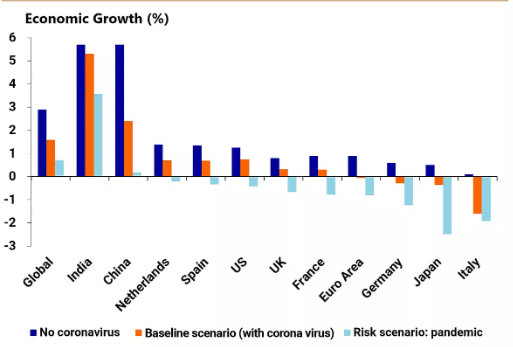 Economic Growth (%)
6
5
4
3
2
1
0
-1
-2
-3
Global
India
China
Netherlands
Spain
US
UK
France
Euro Area
Germany
Japan
Italy
No coronavirus
Baseline scenario (with corona virus)
Risk scenario: pandemic